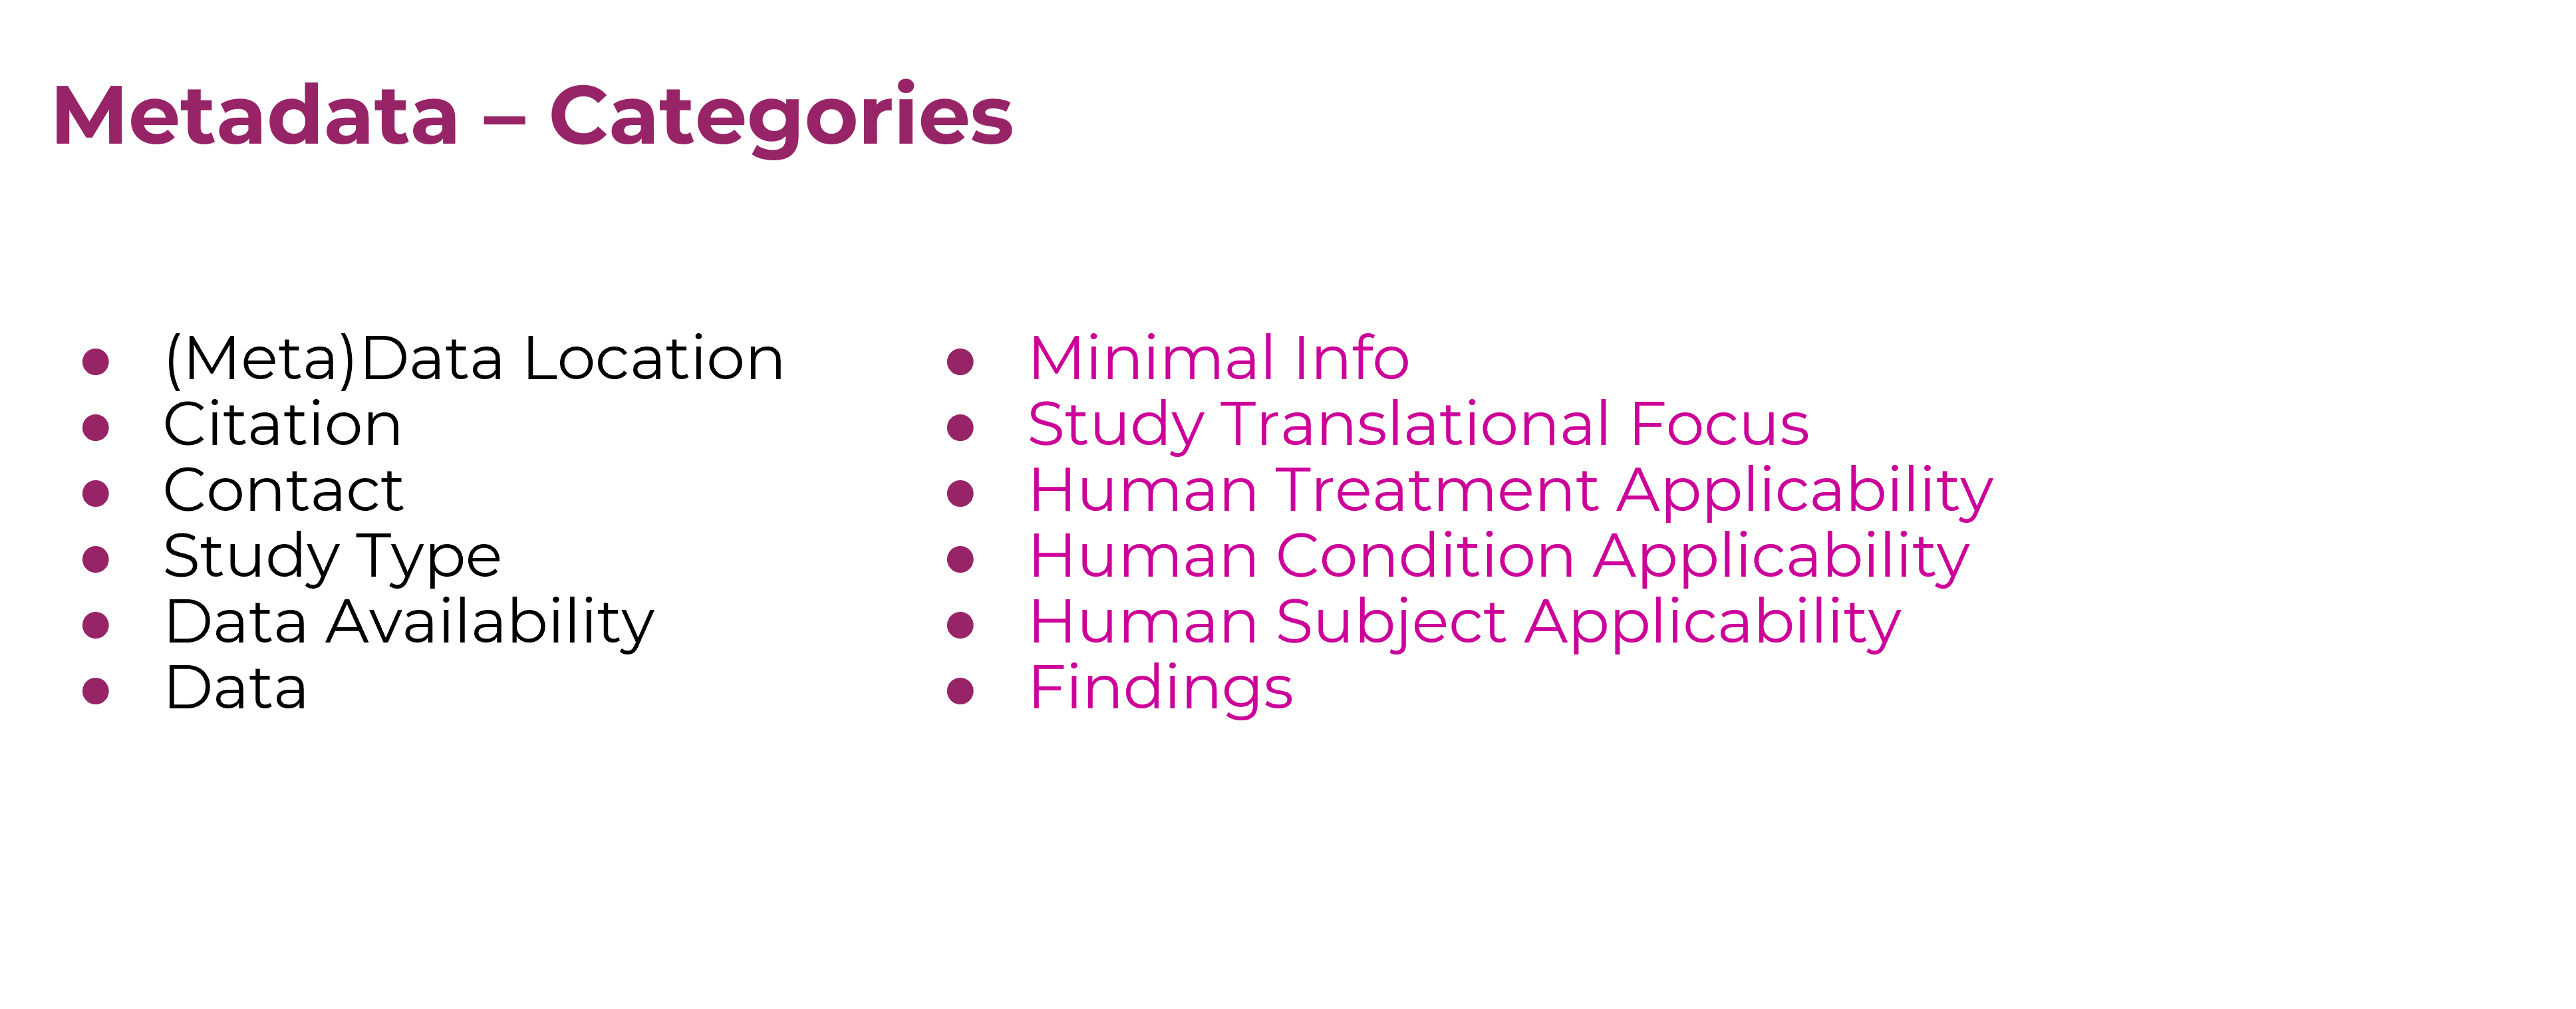 Metadata – Categories
● (Meta)Data Location
● Citation
● Contact
● Study Type
● Data Availability
● Data
● Minimal Info
● Study Translational Focus
● Human Treatment Applicability
● Human Condition Applicability
● Human Subject Applicability
● Findings